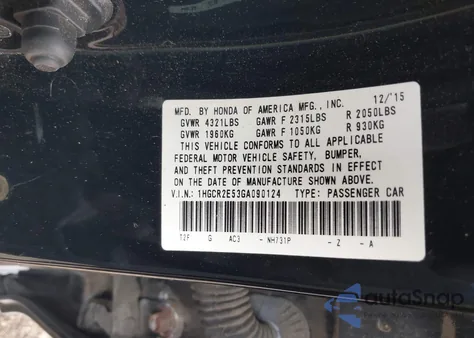 MFD. BY HONDA OF AMERICA MFG., INC. 12/'15
GVWR 4321LBS GAWR F 2315LBS R 2050LBS
GVWR 1960KG GAWR F 1050KG R 930KG
THIS VEHICLE CONFORMS TO ALL APPLICABLE
FEDERAL MOTOR VEHICLE SAFETY, BUMPER,
AND THEFT PREVENTION STANDARDS IN EFFECT
ON THE DATE OF MANUFACTURE SHOWN ABOVE.
V.I.N.: 1HGCR2E53GA090124 TYPE: PASSENGER CAR
T2F G AC3 - NH731P - Z - A
autoSnap